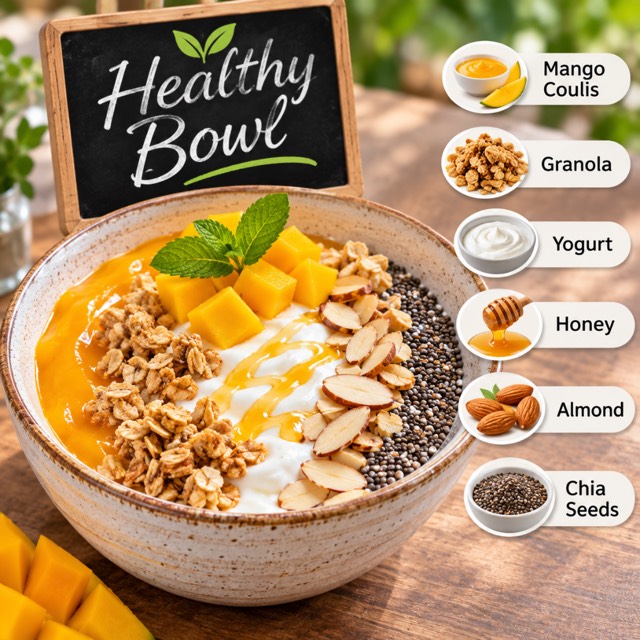 Healthy
Bowl
Mango
Coulis
Granola
Yogurt
Honey
Almond
Chia
Seeds